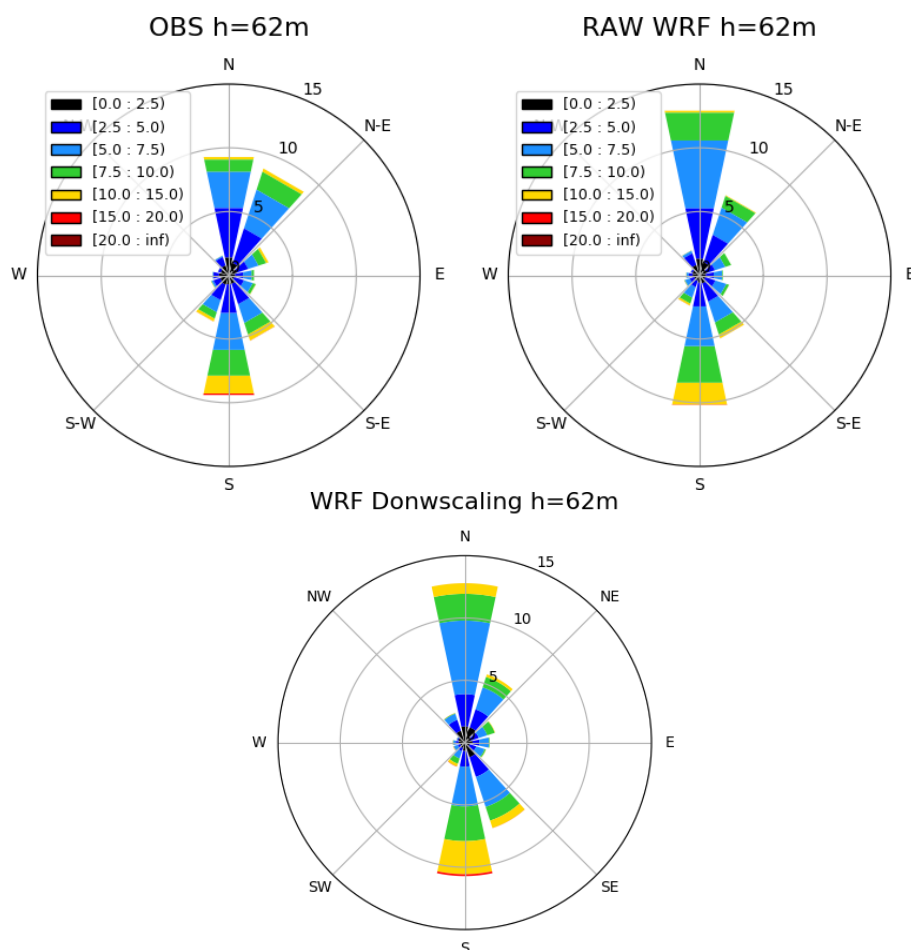 OBS h=62m
RAW WRF h=62m
N
15
N-E
10
5
[0.0 : 2.5)
[2.5 : 5.0)
[5.0 : 7.5)
[7.5 : 10.0)
[10.0 : 15.0)
[15.0 : 20.0)
[20.0 : inf)
W
E
S-W
S-E
S
N
15
N-E
10
5
[0.0 : 2.5)
[2.5 : 5.0)
[5.0 : 7.5)
[7.5 : 10.0)
[10.0 : 15.0)
[15.0 : 20.0)
[20.0 : inf)
W
E
S-W
S-E
S
WRF Donwscaling h=62m
N
15
NW
NE
10
5
W
E
SW
SE
S